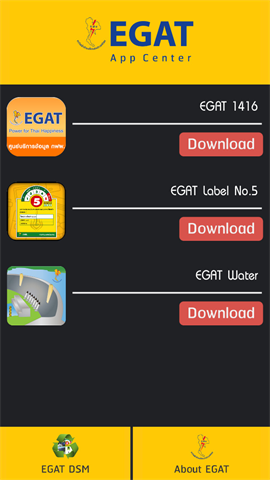 EGAT
App Center
EGAT
Power for Thai Happiness
ศูนย์บริการข้อมูล กฟผ.
EGAT 1416
Download
5
EGAT Label No.5
Download
EGAT Water
Download
EGAT DSM
About EGAT